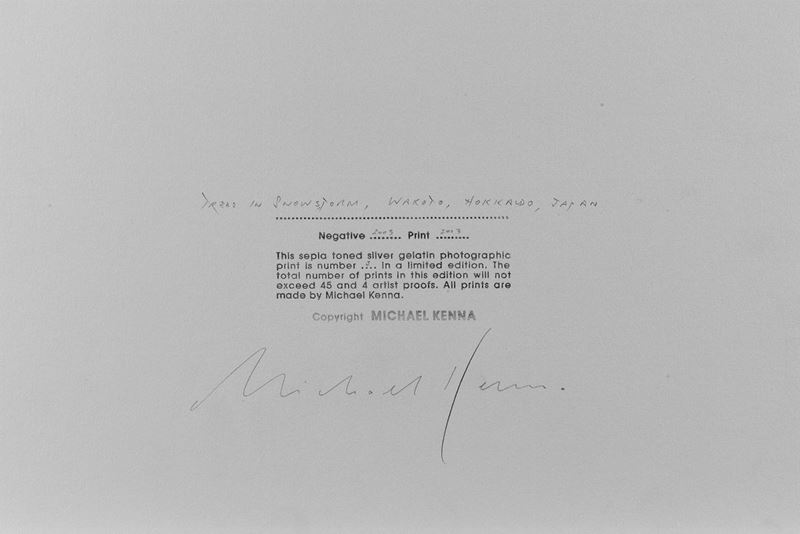 Trees in Snowstorm, Wakoto, Hokkaido, Japan
Negative 2003 Print 2003
This sepia toned silver gelatin photographic
print is number ..... in a limited edition. The
total number of prints in this edition will not
exceed 45 and 4 artist proofs. All prints are
made by Michael Kenna.
Copyright MICHAEL KENNA
Michael Kenna.